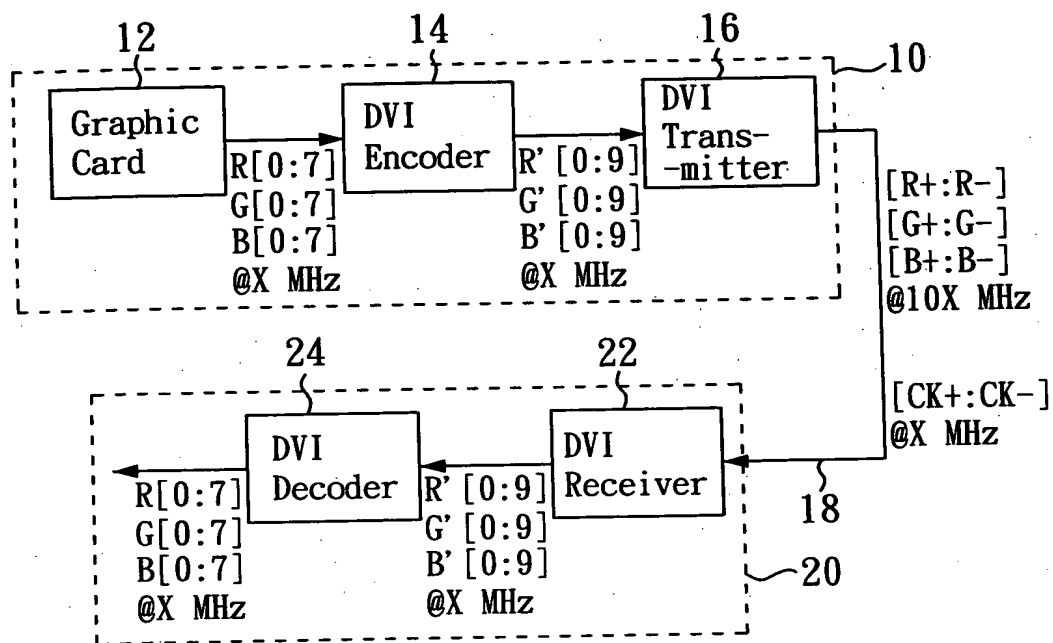 12
14
16
10
Graphic
Card
DVI
Encoder
DVI
Trans-
-mitter
R[0:7]
G[0:7]
B[0:7]
@X MHz
R'[0:9]
G'[0:9]
B'[0:9]
@X MHz
[R+:R-]
[G+:G-]
[B+:B-]
@10X MHz
[CK+:CK-]
@X MHz
18
24
22
DVI
Decoder
DVI
Receiver
R[0:7]
G[0:7]
B[0:7]
@X MHz
R'[0:9]
G'[0:9]
B'[0:9]
@X MHz
20